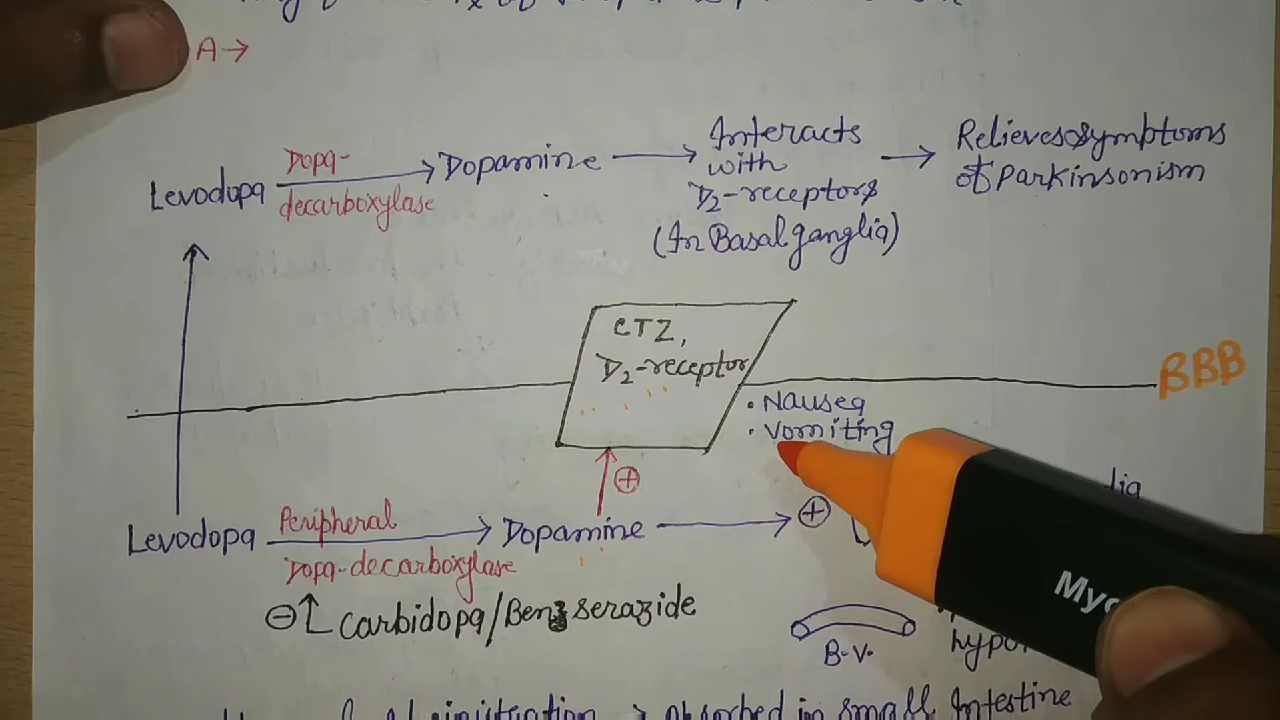 A→
Levodopa Dopa-decarboxylase → Dopamine → Interacts with D₂-receptors → Relieves symptoms of Parkinsonism
(In Basal ganglia)
CTZ,
D₂-receptor
BBB
• Nausea
• Vomiting
Levodopa Peripheral Dopa-decarboxylase → Dopamine → ⊕
⊕
⊖ Carbidopa/Benserazide
B.V.
absorbed in small Intestine
My